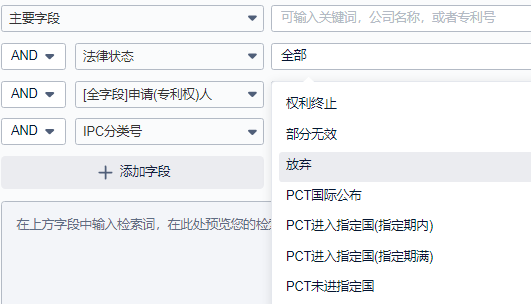 主要字段 可输入关键词，公司名称，或者专利号
AND 法律状态 全部
AND [全字段]申请(专利权)人
AND IPC分类号
添加字段
在上方字段中输入检索词，在此处预览您的检
权利终止
部分无效
放弃
PCT国际公布
PCT进入指定国(指定期内)
PCT进入指定国(指定期满)
PCT未进指定国